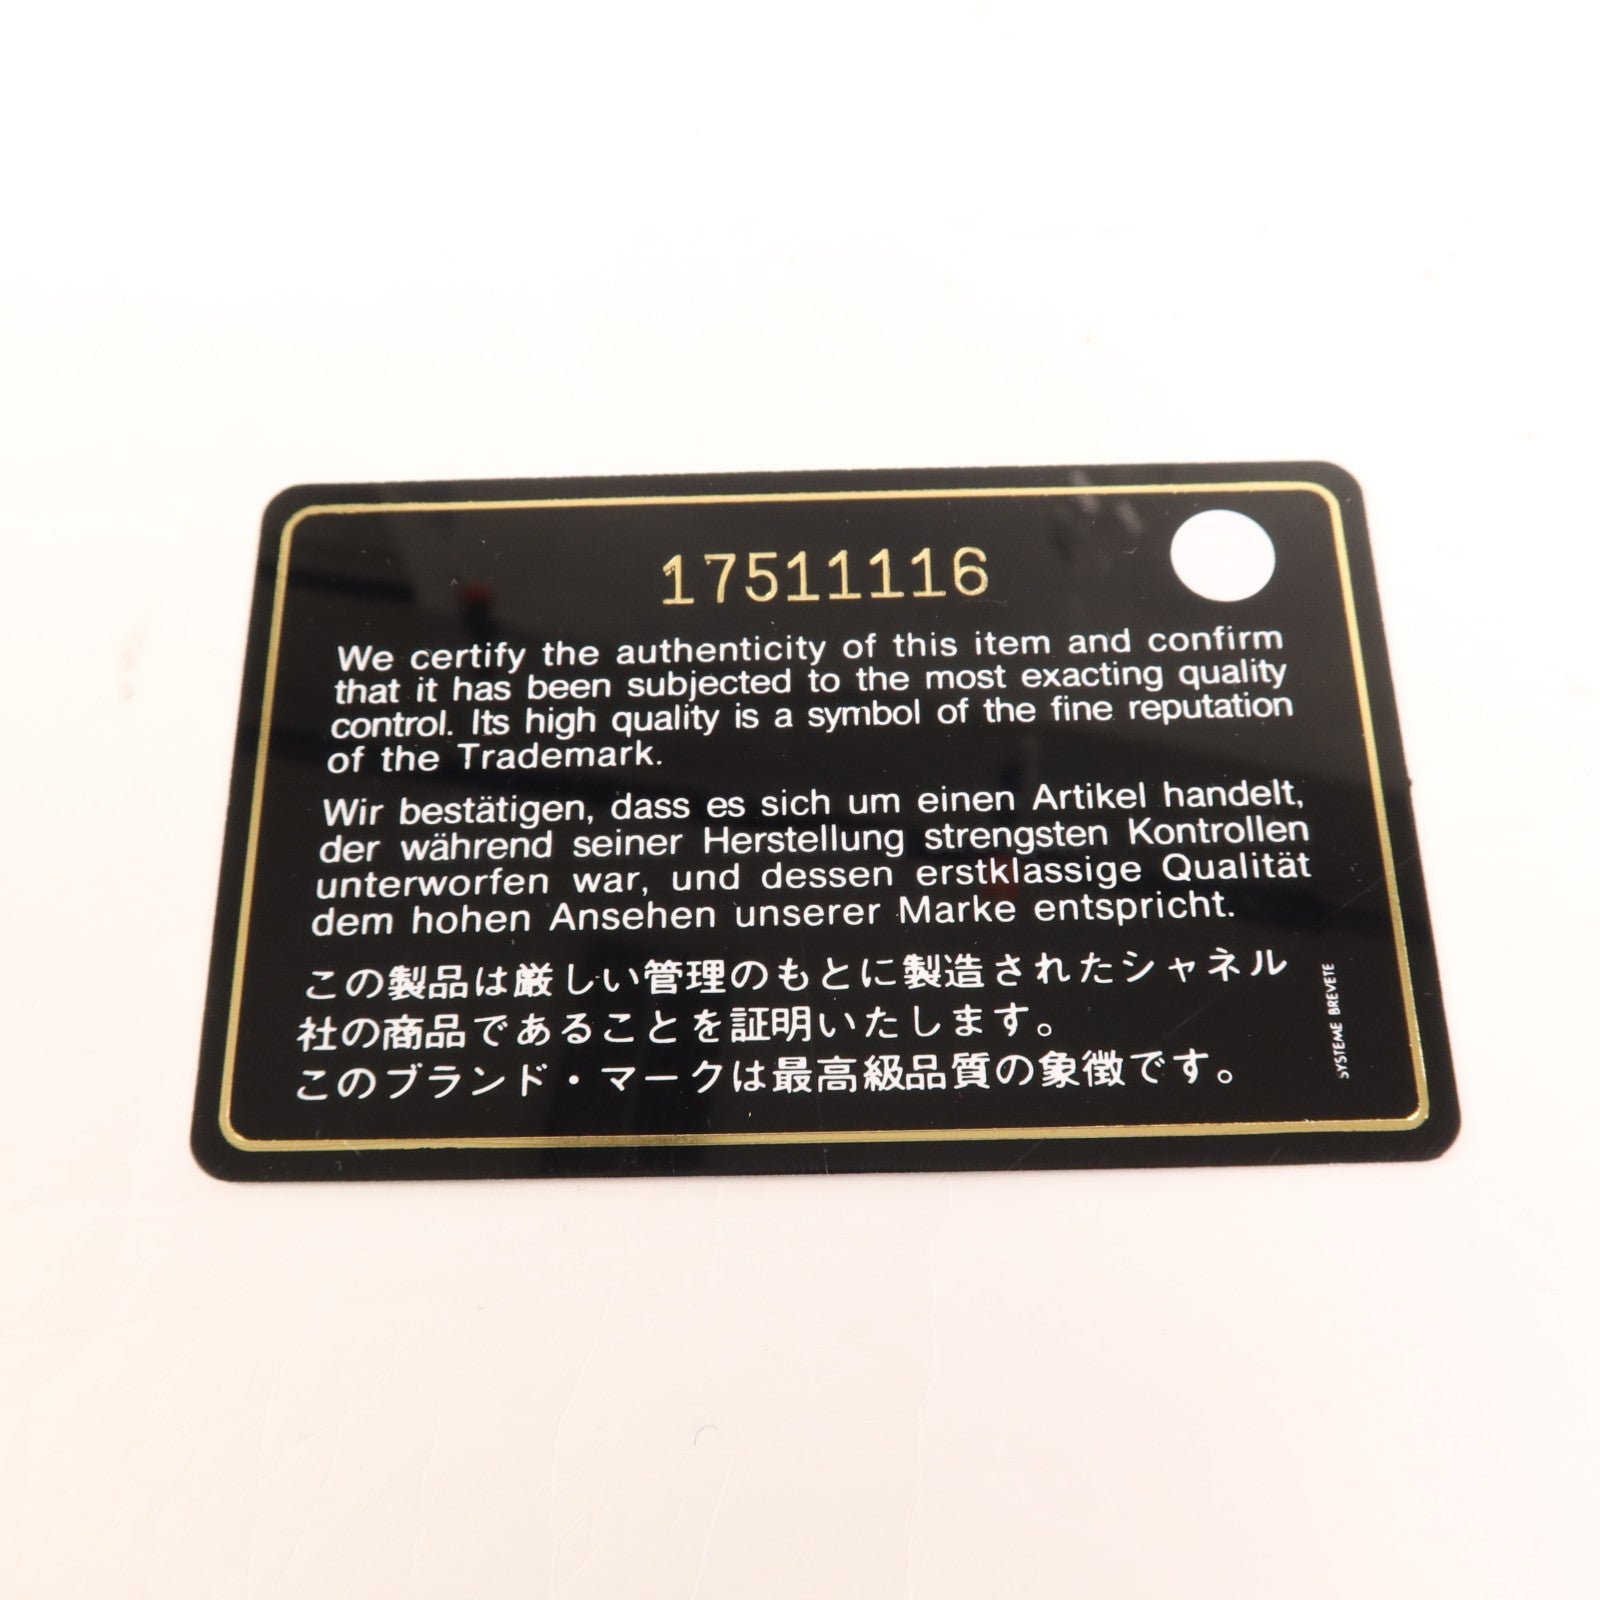 17511116
We certify the authenticity of this item and confirm
that it has been subjected to the most exacting quality
control. Its high quality is a symbol of the fine reputation
of the Trademark.
Wir bestätigen, dass es sich um einen Artikel handelt,
der während seiner Herstellung strengsten Kontrollen
unterworfen war, und dessen erstklassige Qualität
dem hohen Ansehen unserer Marke entspricht.
この製品は厳しい管理のもとに製造されたシャネル
社の商品であることを証明いたします。
このブランド・マークは最高級品質の象徴です。
SYSTEME BREVETE